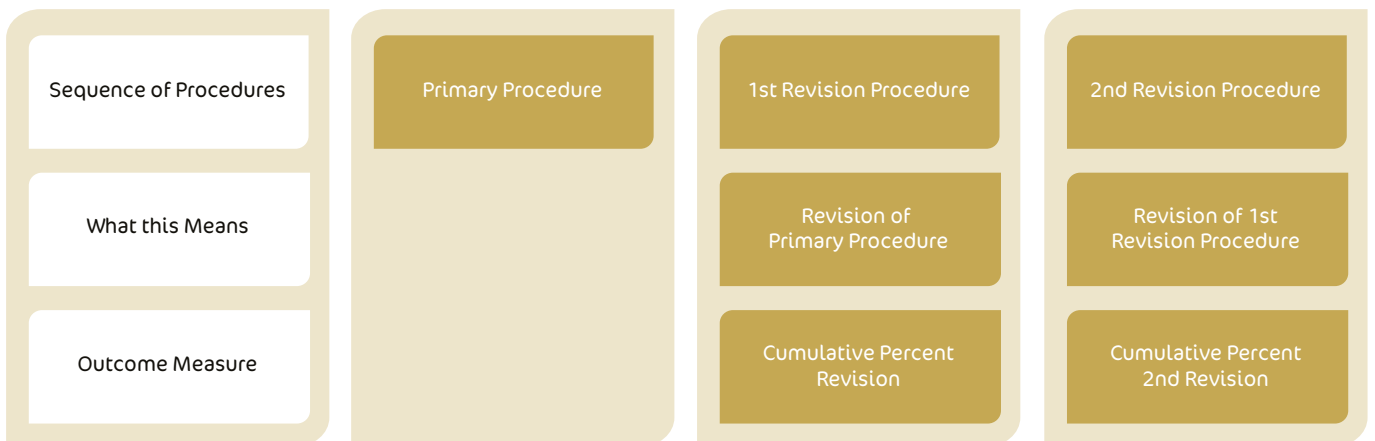 Sequence of Procedures
Primary Procedure
1st Revision Procedure
2nd Revision Procedure
What this Means
Revision of
Primary Procedure
Revision of 1st
Revision Procedure
Outcome Measure
Cumulative Percent
Revision
Cumulative Percent
2nd Revision